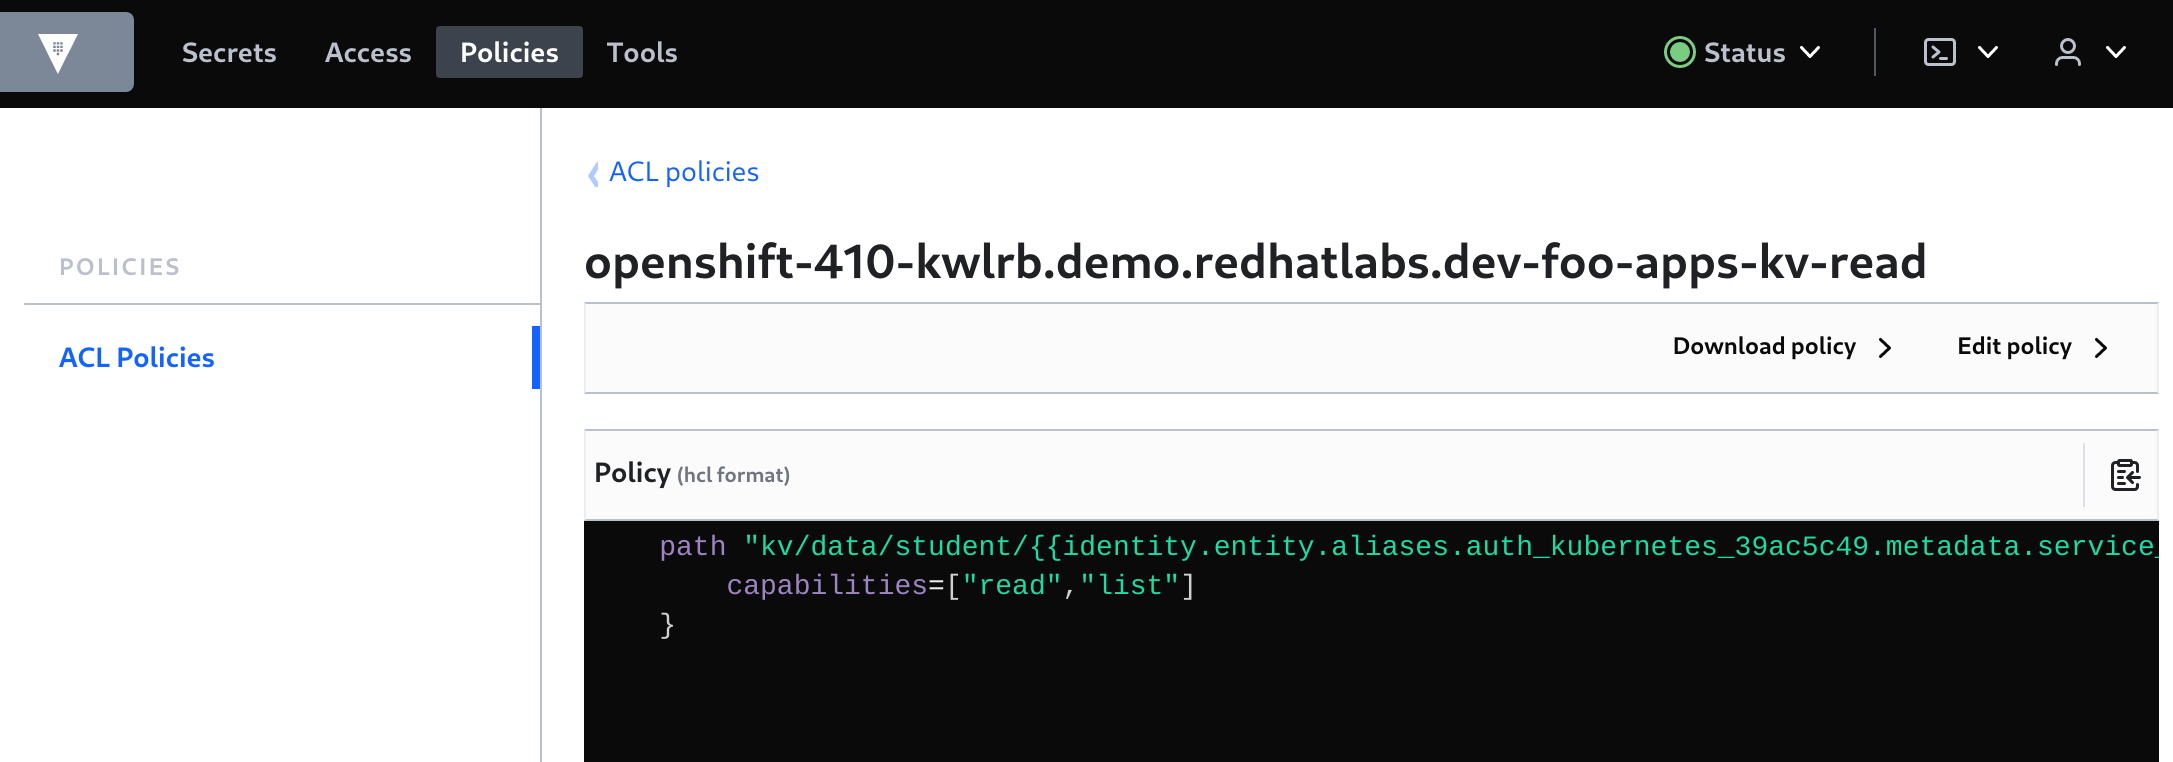 Secrets Access Policies Tools Status
ACL policies
openshift-410-kwlrb.demo.redhatlabs.dev-foo-apps-kv-read
POLICIES
Download policy Edit policy
ACL Policies
Policy (hcl format)
path "kv/data/student/{{identity.entity.aliases.auth_kubernetes_39ac5c49.metadata.service_
capabilities=["read","list"]
}